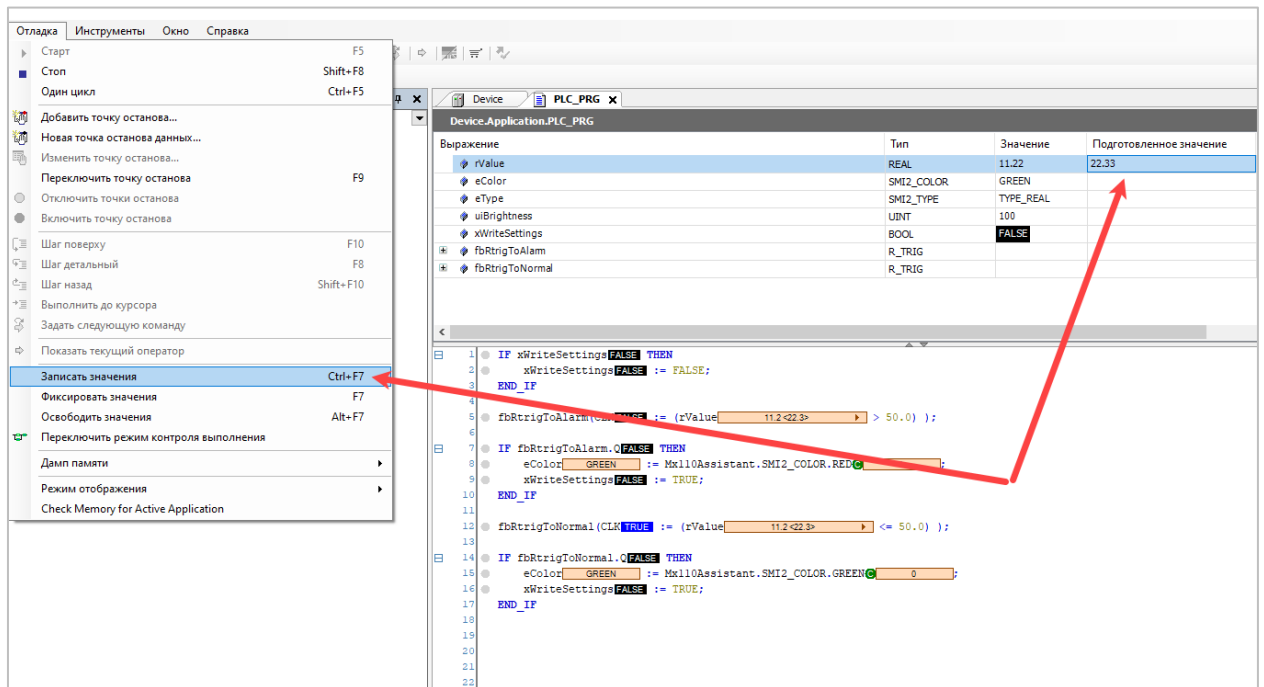 Отладка Инструменты Окно Справка
Старт F5
Стоп Shift+F8
Один цикл Ctrl+F5
Добавить точку останова...
Новая точка останова данных...
Изменить точку останова...
Переключить точку останова F9
Отключить точки останова
Включить точку останова
Шаг поверху F10
Шаг детальный F8
Шаг назад Shift+F10
Выполнить до курсора
Задать следующую команду
Показать текущий оператор
Записать значения Ctrl+F7
Фиксировать значения F7
Освободить значения Alt+F7
Переключить режим контроля выполнения
Дамп памяти
Режим отображения
Check Memory for Active Application
Device PLC_PRG X
Device.Application.PLC_PRG
Выражение Тип Значение Подготовленное значение
rValue REAL 11.22 22.33
eColor SMI2_COLOR GREEN
eType SMI2_TYPE TYPE_REAL
uiBrightness UINT 100
xWriteSettings BOOL FALSE
fbRtrigToAlam R_TRIG
fbRtrigToNormal R_TRIG
1 IF xWriteSettings FALSE THEN
2 xWriteSettings FALSE := FALSE;
3 END_IF
4
5 fbRtrigToAlarm(CLK FALSE := (rValue 11.2 <22.3> > 50.0) );
6
7 IF fbRtrigToAlarm.Q FALSE THEN
8 eColor GREEN := Mx110Assistant.SMI2_COLOR.RED C ;
9 xWriteSettings FALSE := TRUE;
10 END_IF
11
12 fbRtrigToNormal(CLK TRUE := (rValue 11.2 <22.3> <= 50.0) );
13
14 IF fbRtrigToNormal.Q FALSE THEN
15 eColor GREEN := Mx110Assistant.SMI2_COLOR.GREEN C 0 ;
16 xWriteSettings FALSE := TRUE;
17 END_IF
18
19
20
21
22